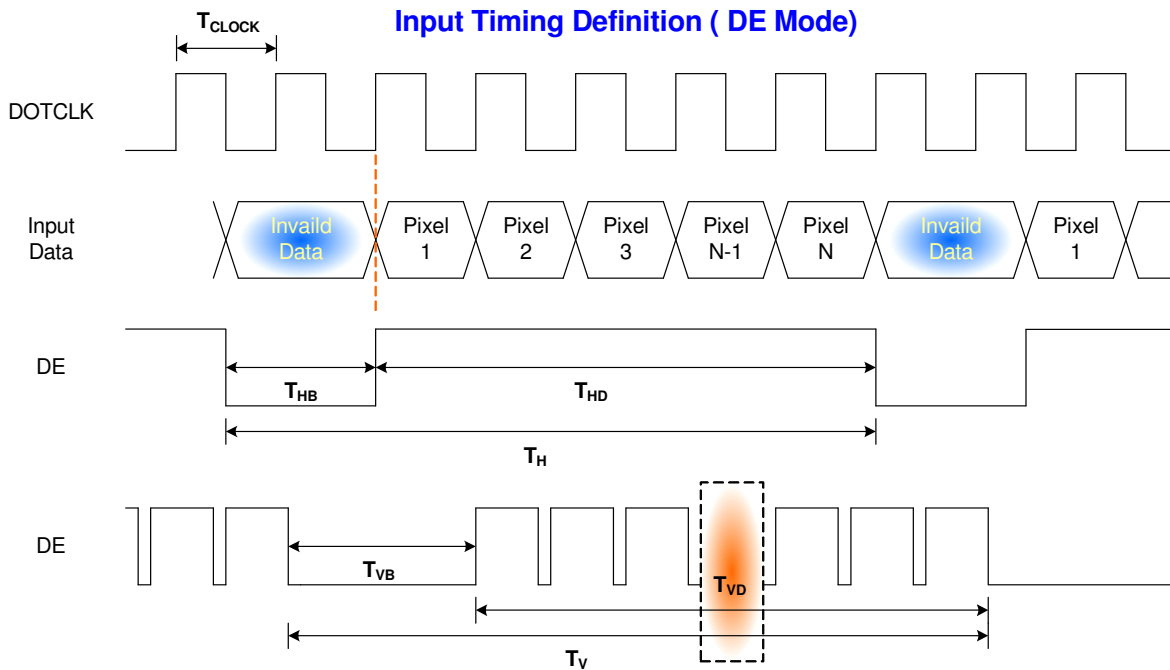 Input Timing Definition ( DE Mode)
TCLOCK
DOTCLK
Input
Data
Invaild
Data
Pixel
1
Pixel
2
Pixel
3
Pixel
N-1
Pixel
N
Invaild
Data
Pixel
1
DE
THB
THD
TH
DE
TVB
TVD
TV